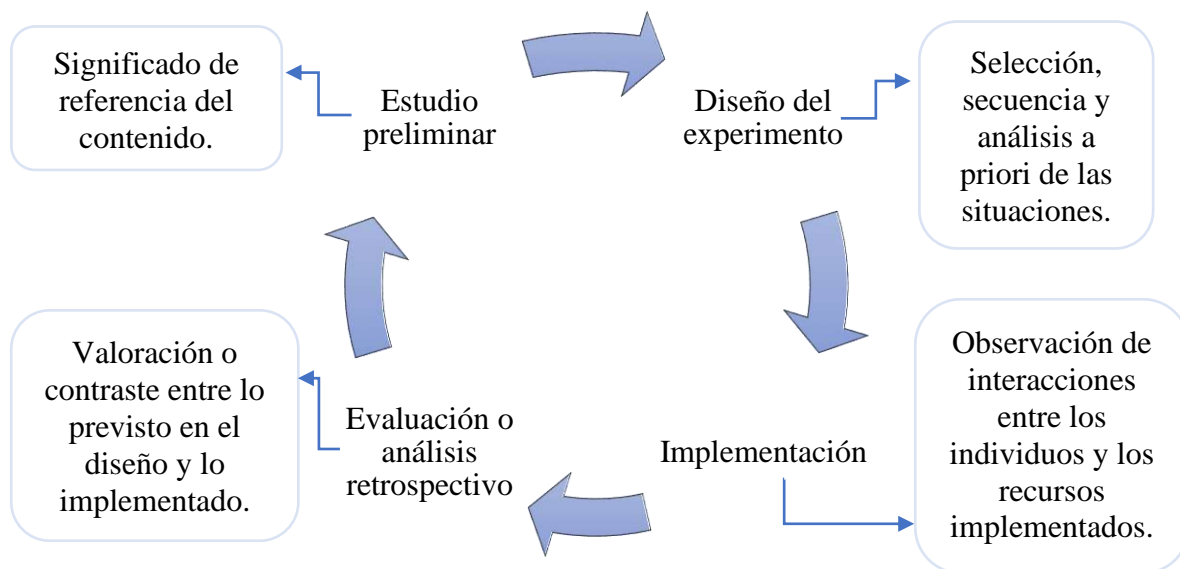 Significado de
referencia del
contenido.
Estudio
preliminar
Diseño del
experimento
Selección,
secuencia y
análisis a
priori de las
situaciones.
Valoración o
contraste entre lo
previsto en el
diseño y lo
implementado.
Evaluación o
análisis
retrospectivo
Implementación
Observación de
interacciones
entre los
individuos y los
recursos
implementados.